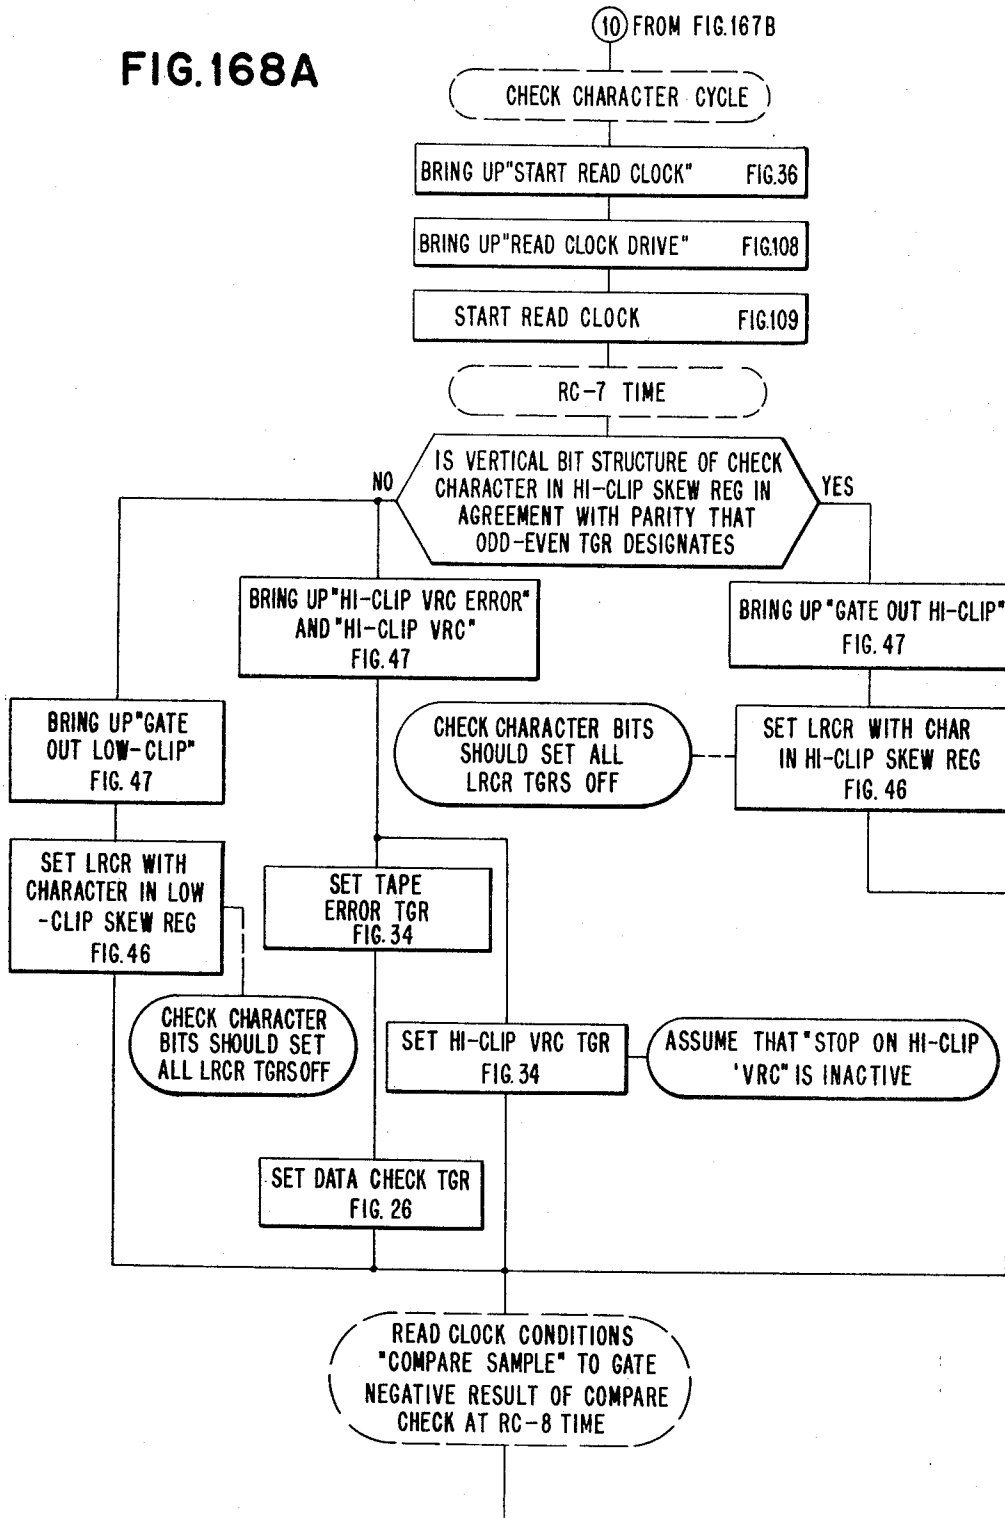 FIG.168A
10 FROM FIG.167B
CHECK CHARACTER CYCLE
BRING UP"START READ CLOCK" FIG.36
BRING UP"READ CLOCK DRIVE" FIG.108
START READ CLOCK FIG.109
RC-7 TIME
NO
IS VERTICAL BIT STRUCTURE OF CHECK
CHARACTER IN HI-CLIP SKEW REG IN
AGREEMENT WITH PARITY THAT
ODD-EVEN TGR DESIGNATES
YES
BRING UP"HI-CLIP VRC ERROR"
AND "HI-CLIP VRC"
FIG.47
BRING UP"GATE OUT HI-CLIP"
FIG.47
BRING UP"GATE
OUT LOW-CLIP"
FIG.47
CHECK CHARACTER BITS
SHOULD SET ALL
LRCR TGRS OFF
SET LRCR WITH CHAR
IN HI-CLIP SKEW REG
FIG.46
SET LRCR WITH
CHARACTER IN LOW
-CLIP SKEW REG
FIG.46
SET TAPE
ERROR TGR
FIG.34
CHECK CHARACTER
BITS SHOULD SET
ALL LRCR TGRSOFF
SET HI-CLIP VRC TGR
FIG.34
ASSUME THAT "STOP ON HI-CLIP
'VRC" IS INACTIVE
SET DATA CHECK TGR
FIG. 26
READ CLOCK CONDITIONS
"COMPARE SAMPLE" TO GATE
NEGATIVE RESULT OF COMPARE
CHECK AT RC-8 TIME